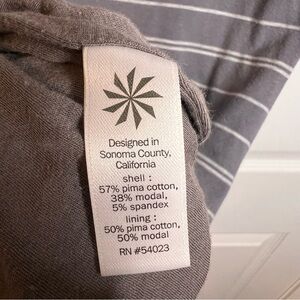 Designed in
Sonoma County,
California
shell :
57% pima cotton,
38% modal,
5% spandex
lining :
50% pima cotton,
50% modal
RN #54023